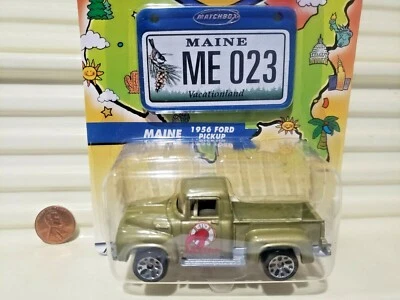 MATCHBOX
MAINE
ME 023
Vacationland
MAINE
1956 FORD
PICKUP